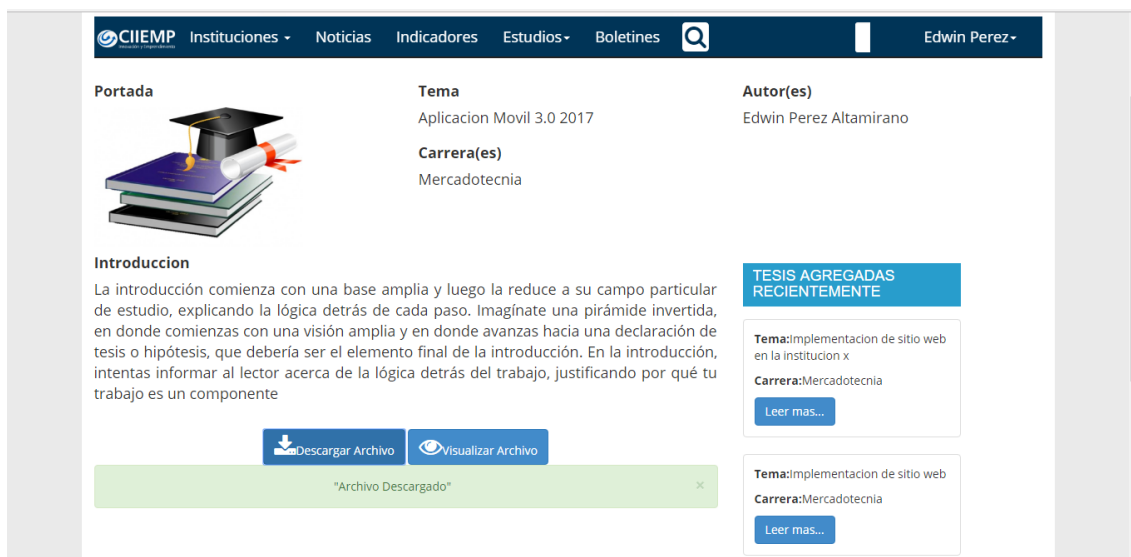 CIIEMP Instituciones Noticias Indicadores Estudios Boletines Edwin Perez
Portada
Tema
Aplicacion Movil 3.0 2017
Carrera(es)
Mercadotecnia
Autor(es)
Edwin Perez Altamirano
Introduccion
La introducción comienza con una base amplia y luego la reduce a su campo particular
de estudio, explicando la lógica detrás de cada paso. Imagínate una pirámide invertida,
en donde comienzas con una visión amplia y en donde avanzas hacia una declaración de
tesis o hipótesis, que debería ser el elemento final de la introducción. En la introducción,
intentas informar al lector acerca de la lógica detrás del trabajo, justificando por qué tu
trabajo es un componente
Descargar Archivo Visualizar Archivo
"Archivo Descargado" ×
TESIS AGREGADAS
RECIENTEMENTE
Tema:Implementacion de sitio web
en la institucion x
Carrera:Mercadotecnia
Leer mas...
Tema:Implementacion de sitio web
Carrera:Mercadotecnia
Leer mas...